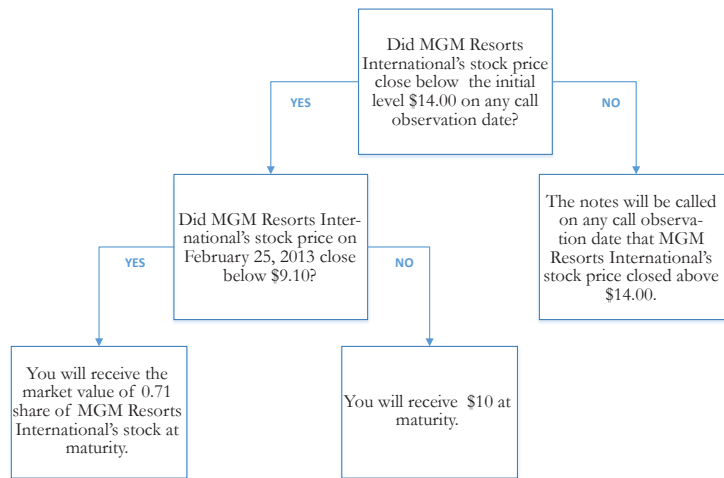 Did MGM Resorts
International's stock price
close below the initial
level $14.00 on any call
observation date?
YES
NO
Did MGM Resorts Inter-
national's stock price on
February 25, 2013 close
below $9.10?
The notes will be called
on any call observa-
tion date that MGM
Resorts International's
stock price closed above
$14.00.
YES
NO
You will receive the
market value of 0.71
share of MGM Resorts
International's stock at
maturity.
You will receive $10 at
maturity.